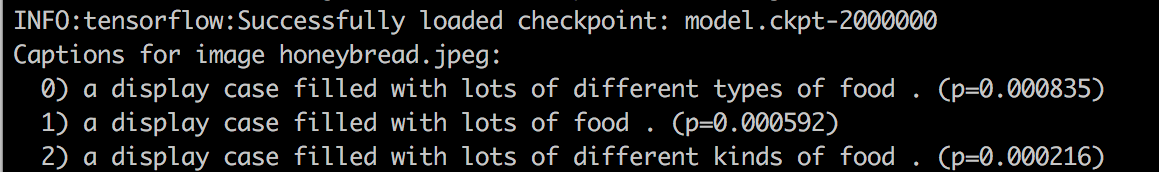 INFO:tensorflow:Successfully loaded checkpoint: model.ckpt-2000000
Captions for image honeybread.jpeg:
  0) a display case filled with lots of different types of food . (p=0.000835)
  1) a display case filled with lots of food . (p=0.000592)
  2) a display case filled with lots of different kinds of food . (p=0.000216)